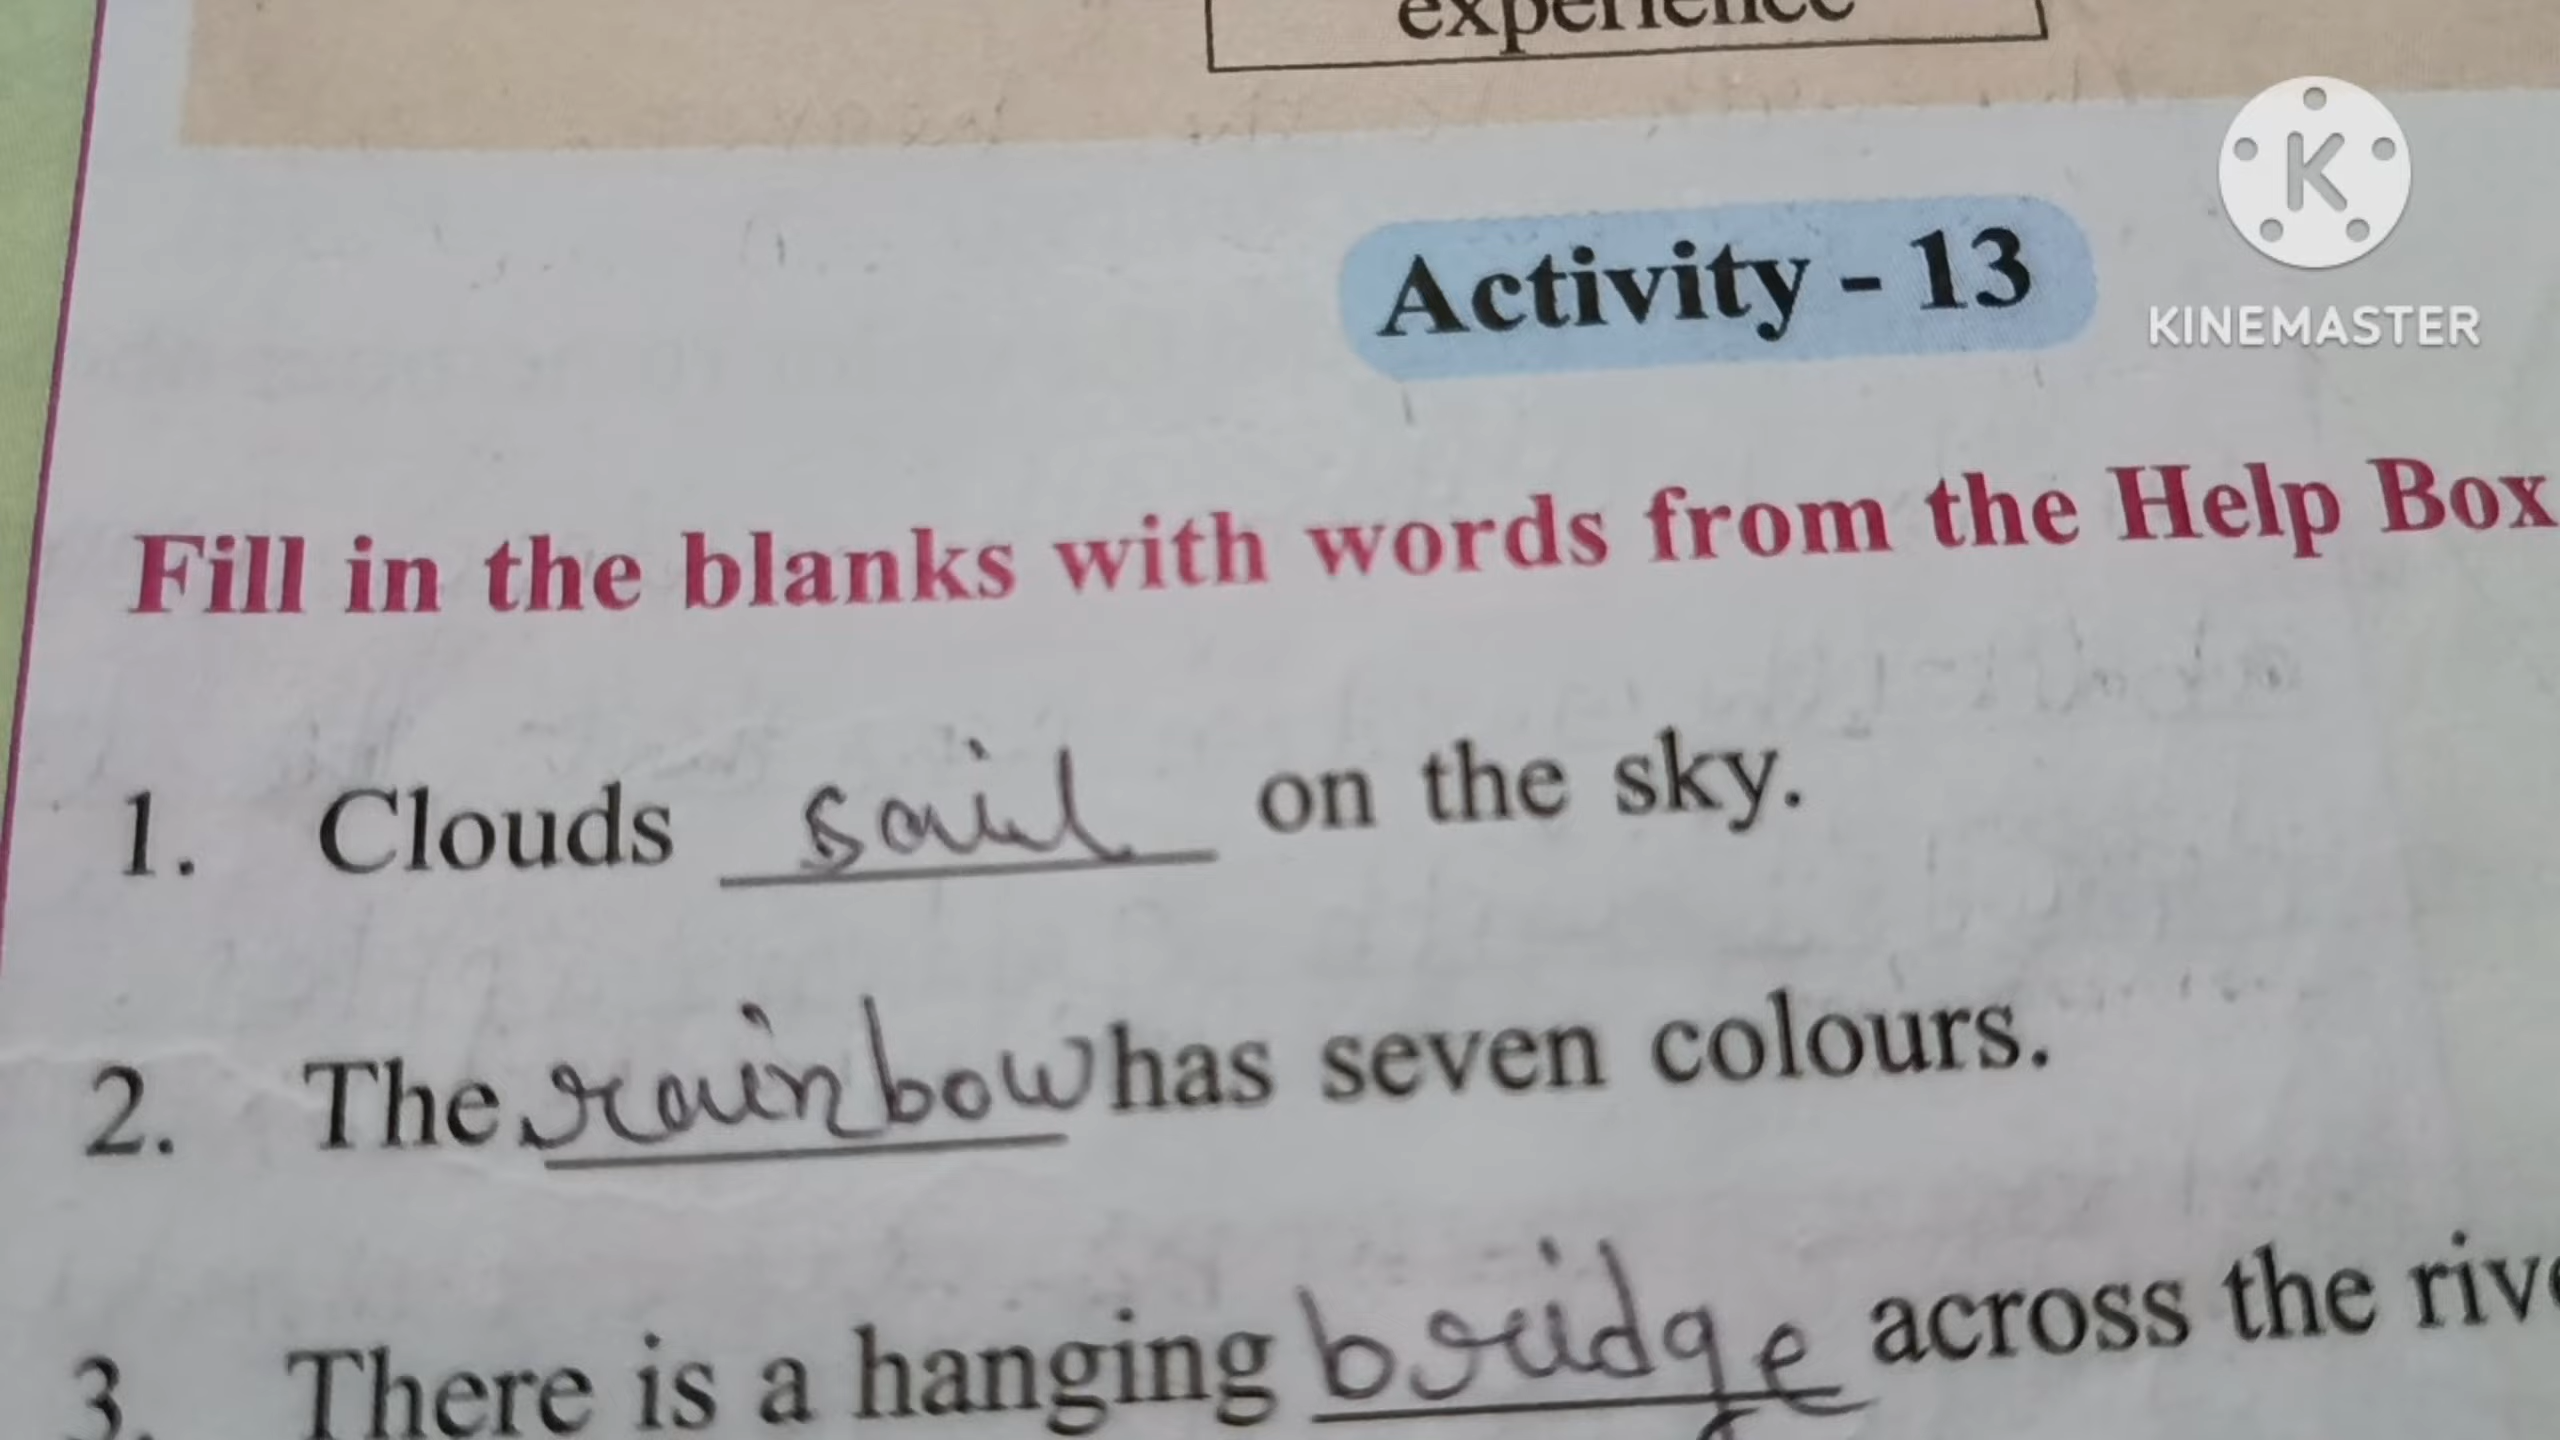 experience
K
KINEMASTER
Activity - 13
Fill in the blanks with words from the Help Box
1. Clouds sail on the sky.
2. The rainbow has seven colours.
3. There is a hanging bridge across the